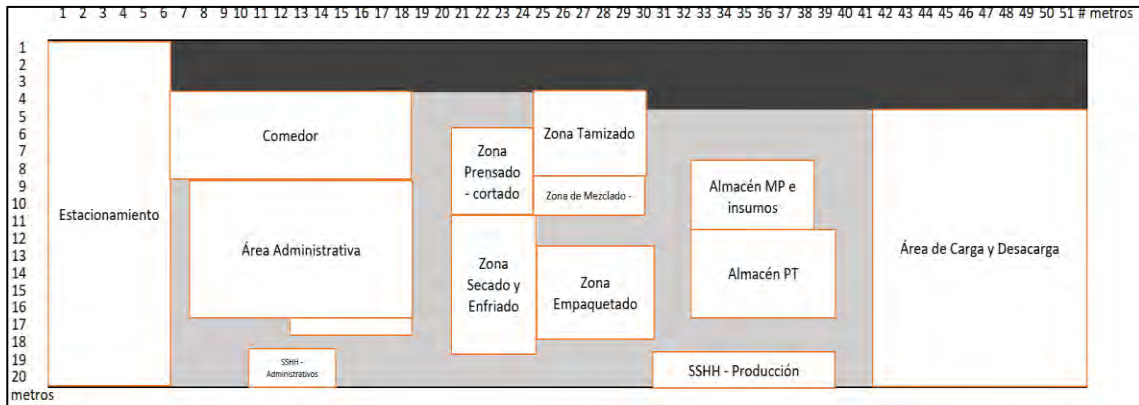 1 2 3 4 5 6 7 8 9 10 11 12 13 14 15 16 17 18 19 20 21 22 23 24 25 26 27 28 29 30 31 32 33 34 35 36 37 38 39 40 41 42 43 44 45 46 47 48 49 50 51 # metros
1
2
3
4
5
6
7
8
9
10
11
12
13
14
15
16
17
18
19
20
metros
Estacionamiento
Comedor
Área Administrativa
SSHH -
Administrativos
Zona
Prensado
- cortado
Zona
Secado y
Enfriado
Zona Tamizado
Zona de Mezclado -
Zona
Empaquetado
Almacén MP e
insumos
Almacén PT
SSHH - Producción
Área de Carga y Desacarga